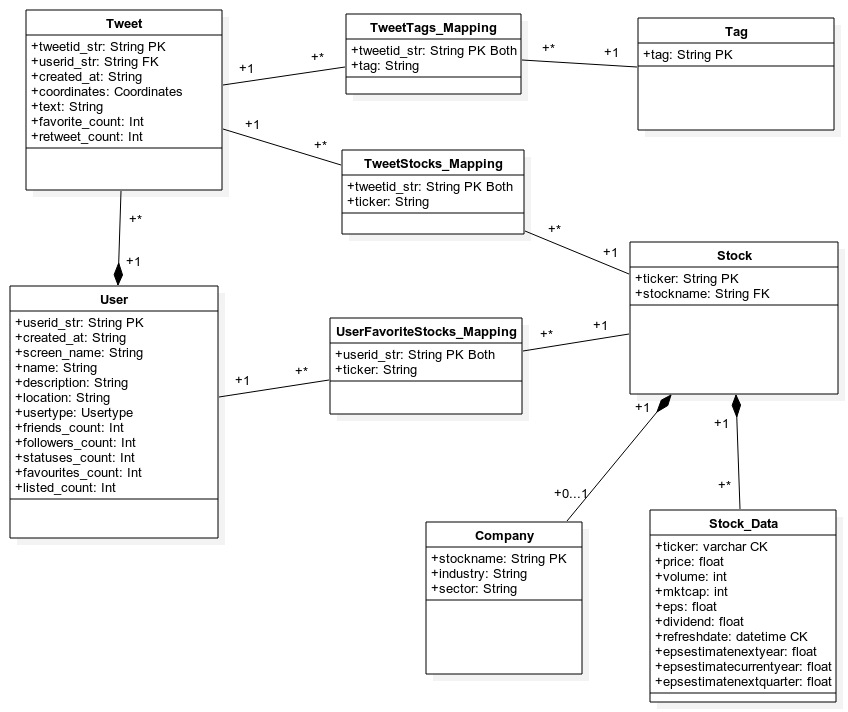 Tweet
+tweetid_str: String PK
+userid_str: String FK
+created_at: String
+coordinates: Coordinates
+text: String
+favorite_count: Int
+retweet_count: Int
+1
+*
TweetTags_Mapping
+tweetid_str: String PK Both
+tag: String
+*
+1
Tag
+tag: String PK
+1
+*
TweetStocks_Mapping
+tweetid_str: String PK Both
+ticker: String
+*
+1
Stock
+ticker: String PK
+stockname: String FK
+*
+1
User
+userid_str: String PK
+created_at: String
+screen_name: String
+name: String
+description: String
+location: String
+usertype: Usertype
+friends_count: Int
+followers_count: Int
+statuses_count: Int
+favourites_count: Int
+listed_count: Int
+1
+*
UserFavoriteStocks_Mapping
+userid_str: String PK Both
+ticker: String
+*
+1
+1
+0...1
Company
+stockname: String PK
+industry: String
+sector: String
+1
+*
Stock_Data
+ticker: varchar CK
+price: float
+volume: int
+mktcap: int
+eps: float
+dividend: float
+refreshdate: datetime CK
+epsestimatenextyear: float
+epsestimatecurrentyear: float
+epsestimatenextquarter: float